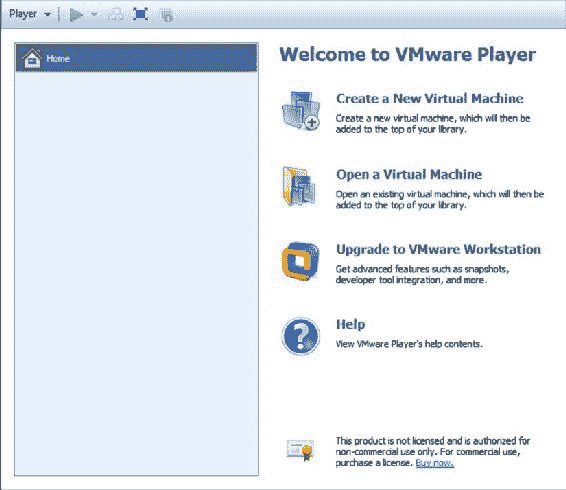 Player
Home
Welcome to VMware Player
Create a New Virtual Machine
Create a new virtual machine, which will then be
added to the top of your library.
Open a Virtual Machine
Open an existing virtual machine, which will then be
added to the top of your library.
Upgrade to VMware Workstation
Get advanced features such as snapshots,
developer tool integration, and more.
Help
View VMware Player's help contents.
This product is not licensed and is authorized for
non-commercial use only. For commercial use,
purchase a license. Buy now.